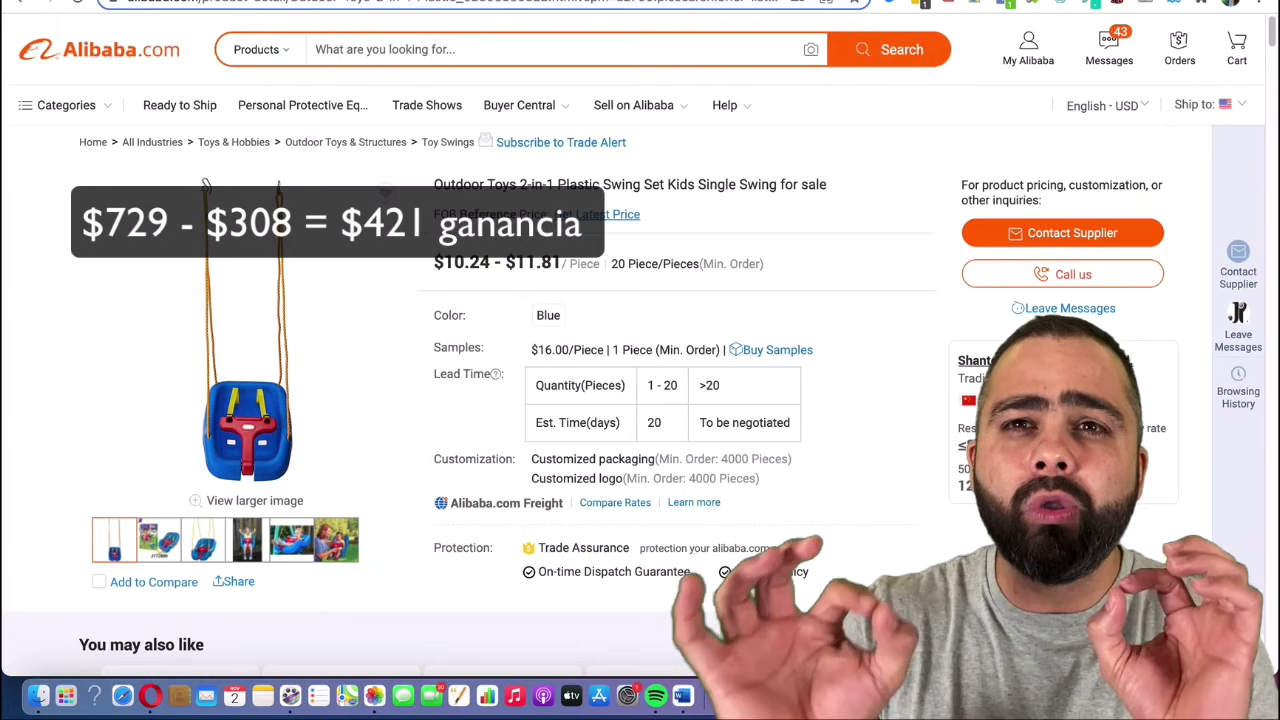 Alibaba.com
Products
What are you looking for...
Search
My Alibaba
43
Messages
Orders
Cart
Categories
Ready to Ship
Personal Protective Eq...
Trade Shows
Buyer Central
Sell on Alibaba
Help
English - USD
Ship to:
Home > All Industries > Toys & Hobbies > Outdoor Toys & Structures > Toy Swings
Subscribe to Trade Alert
Outdoor Toys 2-in-1 Plastic Swing Set Kids Single Swing for sale
FOB Reference Price: Get Latest Price
$729 - $308 = $421 ganancia
$10.24 - $11.81 / Piece | 20 Piece/Pieces(Min. Order)
Color: Blue
Samples: $16.00/Piece | 1 Piece (Min. Order) | Buy Samples
Lead Time
Quantity(Pieces) 1 - 20 >20
Est. Time(days) 20 To be negotiated
Customization: Customized packaging(Min. Order: 4000 Pieces)
Customized logo(Min. Order: 4000 Pieces)
Alibaba.com Freight | Compare Rates | Learn more
Protection: Trade Assurance protection your alibaba.com
On-time Dispatch Guarantee
View larger image
Add to Compare
Share
You may also like
For product pricing, customization, or
other inquiries:
Contact Supplier
Call us
Leave Messages
Contact
Supplier
Leave
Messages
Browsing
History
NOV
2